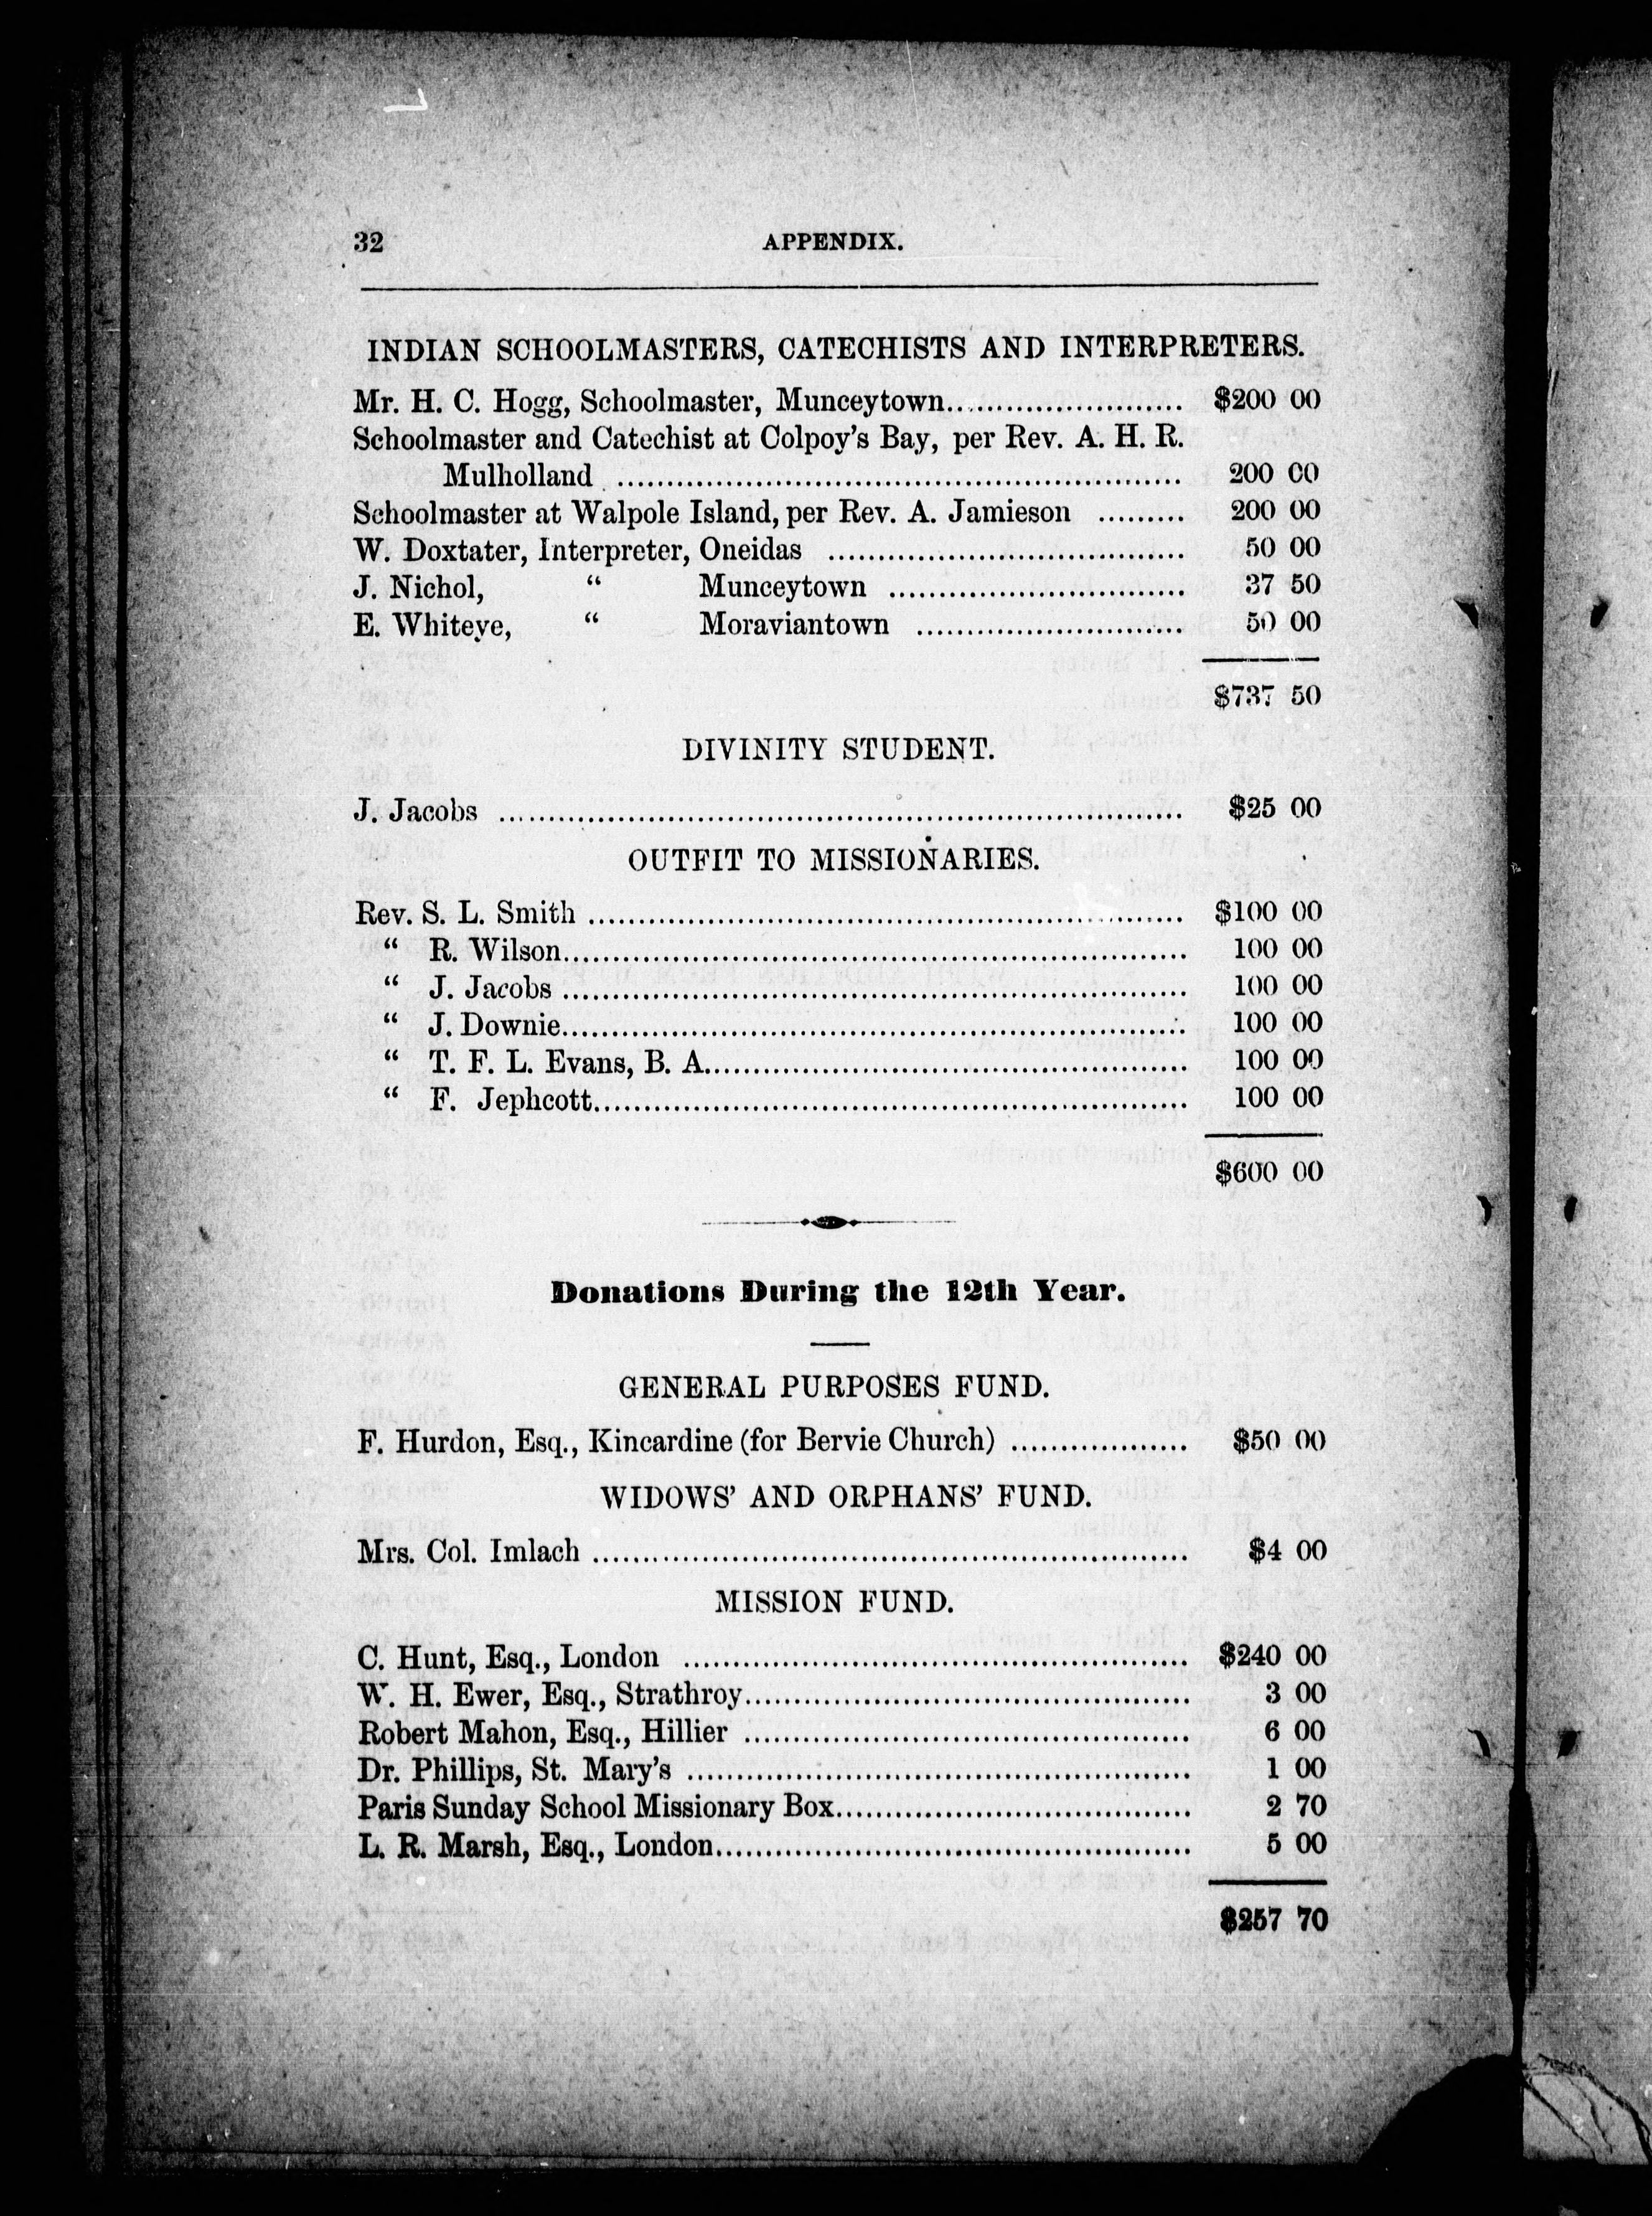 32 APPENDIX.
INDIAN SCHOOLMASTERS, CATECHISTS AND INTERPRETERS.
Mr. H. C. Hogg, Schoolmaster, Munceytown........................ $200 00
Schoolmaster and Catechist at Colpoy's Bay, per Rev. A. H. R.
Mulholland ........................................................ 200 00
Schoolmaster at Walpole Island, per Rev. A. Jamieson ......... 200 00
W. Doxtater, Interpreter, Oneidas .................................... 50 00
J. Nichol, “ Munceytown .............................. 37 50
E. Whiteye, “ Moraviantown ........................... 50 00
$737 50
DIVINITY STUDENT.
J. Jacobs ..................................................................... $25 00
OUTFIT TO MISSIONARIES.
Rev. S. L. Smith ............................................................ $100 00
“ R. Wilson............................................................... 100 00
“ J. Jacobs ............................................................... 100 00
“ J. Downie............................................................... 100 00
“ T. F. L. Evans, B. A................................................. 100 00
“ F. Jephcott............................................................ 100 00
$600 00
Donations During the 12th Year.
GENERAL PURPOSES FUND.
F. Hurdon, Esq., Kincardine (for Bervie Church) .................. $50 00
WIDOWS' AND ORPHANS' FUND.
Mrs. Col. Imlach ............................................................ $4 00
MISSION FUND.
C. Hunt, Esq., London ................................................... $240 00
W. H. Ewer, Esq., Strathroy............................................. 3 00
Robert Mahon, Esq., Hillier ............................................. 6 00
Dr. Phillips, St. Mary's ................................................... 1 00
Paris Sunday School Missionary Box.................................... 2 70
L. R. Marsh, Esq., London................................................ 5 00
$257 70